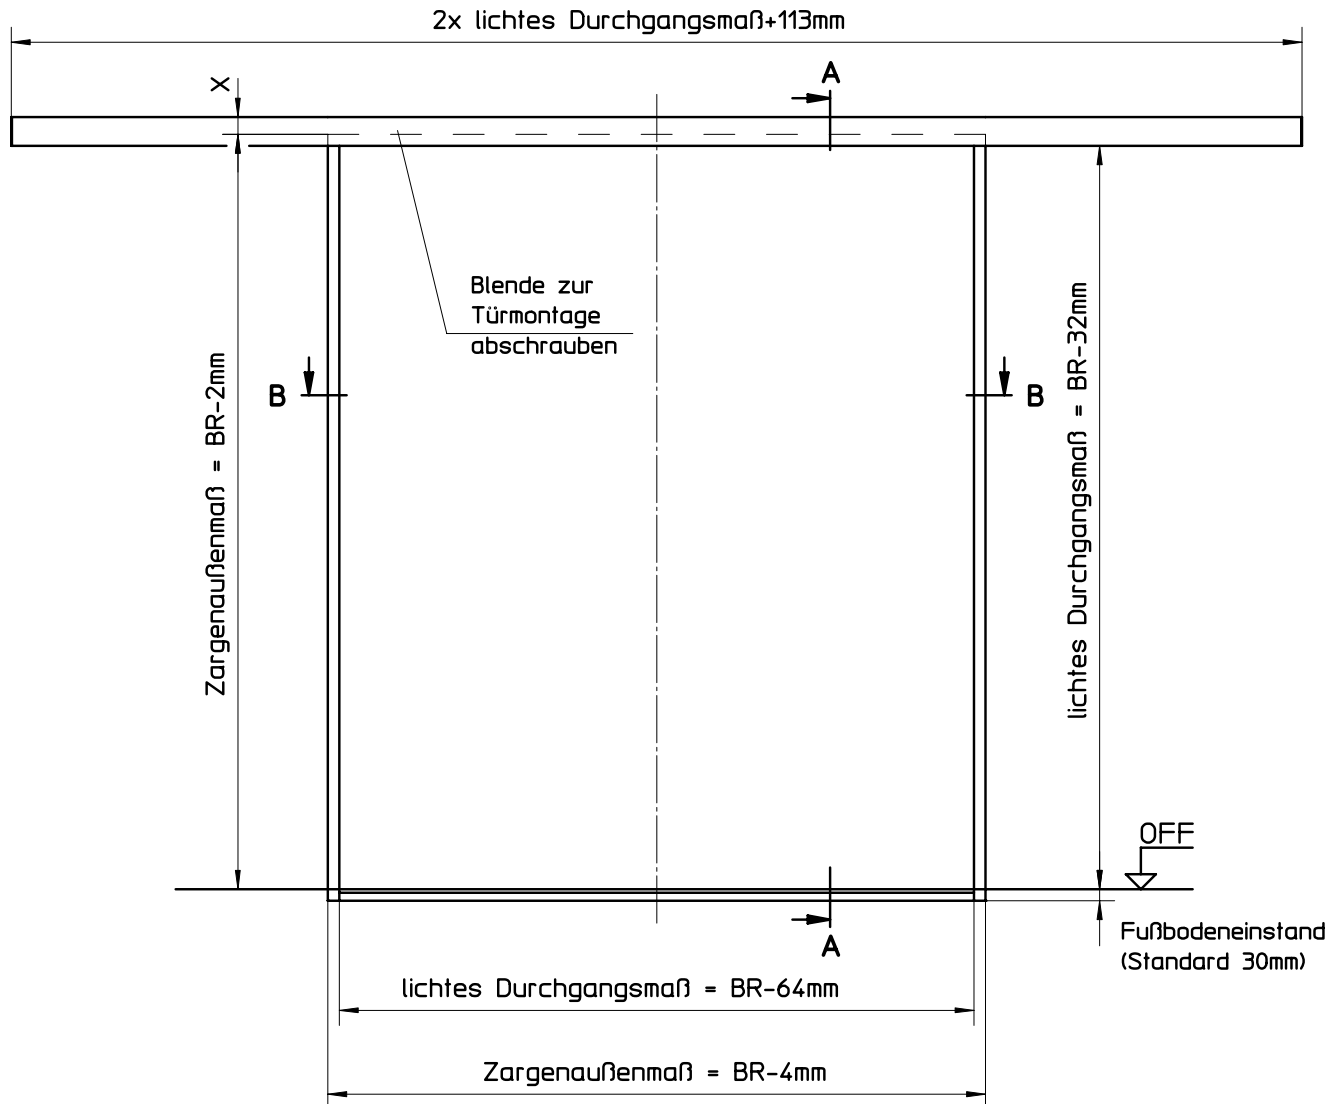 2x lichtes Durchgangsmaß+113mm
X
A
Blende zur
Türmontage
abschrauben
B
B
Zargenaußenmaß = BR-2mm
lichtes Durchgangsmaß = BR-32mm
OFF
A
Fußbodeneinstand
(Standard 30mm)
lichtes Durchgangsmaß = BR-64mm
Zargenaußenmaß = BR-4mm